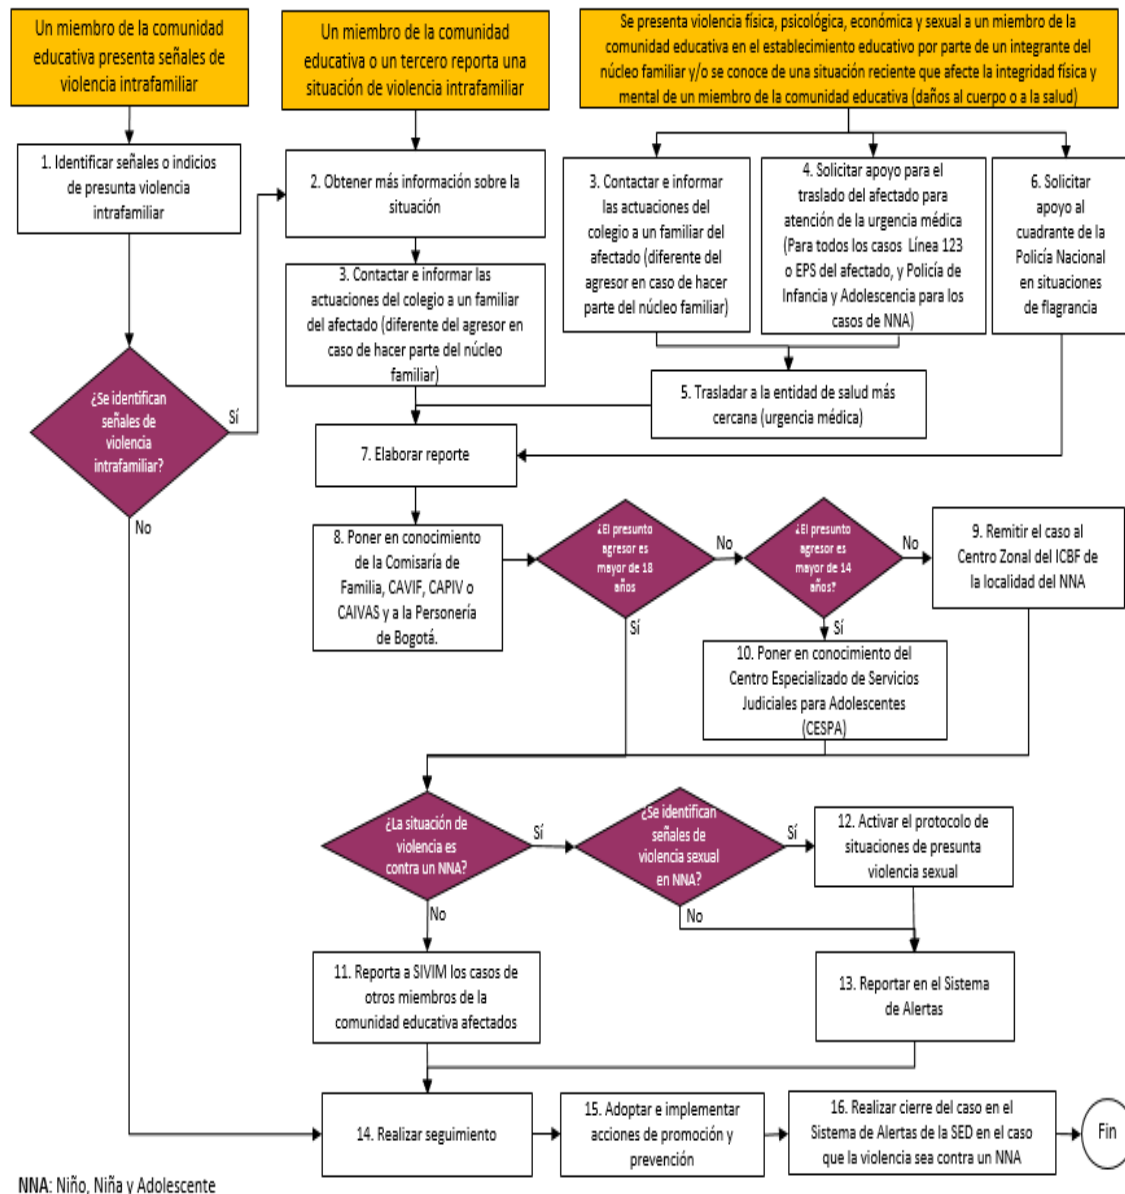 Un miembro de la comunidad
educativa presenta señales de
violencia intrafamiliar
Un miembro de la comunidad
educativa o un tercero reporta una
situación de violencia intrafamiliar
Se presenta violencia física, psicológica, económica y sexual a un miembro de la
comunidad educativa en el establecimiento educativo por parte de un integrante del
núcleo familiar y/o se conoce de una situación reciente que afecte la integridad física y
mental de un miembro de la comunidad educativa (daños al cuerpo o a la salud)
1. Identificar señales o indicios
de presunta violencia
intrafamiliar
2. Obtener más información sobre la
situación
3. Contactar e informar
las actuaciones del
colegio a un familiar del
afectado (diferente del
agresor en caso de hacer
parte del núcleo familiar)
4. Solicitar apoyo para el
traslado del afectado para
atención de la urgencia médica
(Para todos los casos Línea 123
o EPS del afectado, y Policía de
Infancia y Adolescencia para los
casos de NNA)
6. Solicitar
apoyo al
cuadrante de la
Policía Nacional
en situaciones
de flagrancia
3. Contactar e informar las
actuaciones del colegio a un familiar
del afectado (diferente del agresor en
caso de hacer parte del núcleo
familiar)
5. Trasladar a la entidad de salud más
cercana (urgencia médica)
¿Se identifican
señales de
violencia
intrafamiliar?
Sí
No
7. Elaborar reporte
8. Poner en conocimiento
de la Comisaría de
Familia, CAVIF, CAPIV o
CAIVAS y a la Personería
de Bogotá.
¿El presunto
agresor es
mayor de 18
años
No
Sí
¿El presunto
agresor es
mayor de 14
años?
No
Sí
9. Remitir el caso al
Centro Zonal del ICBF de
la localidad del NNA
10. Poner en conocimiento del
Centro Especializado de Servicios
Judiciales para Adolescentes
(CESPA)
¿La situación de
violencia es
contra un NNA?
Sí
No
¿Se identifican
señales de
violencia sexual
en NNA?
Sí
No
12. Activar el protocolo de
situaciones de presunta
violencia sexual
11. Reporta a SIVIM los casos de
otros miembros de la
comunidad educativa afectados
13. Reportar en el Sistema
de Alertas
14. Realizar seguimiento
15. Adoptar e implementar
acciones de promoción y
prevención
16. Realizar cierre del caso en el
Sistema de Alertas de la SED en el caso
que la violencia sea contra un NNA
Fin
NNA: Niño, Niña y Adolescente